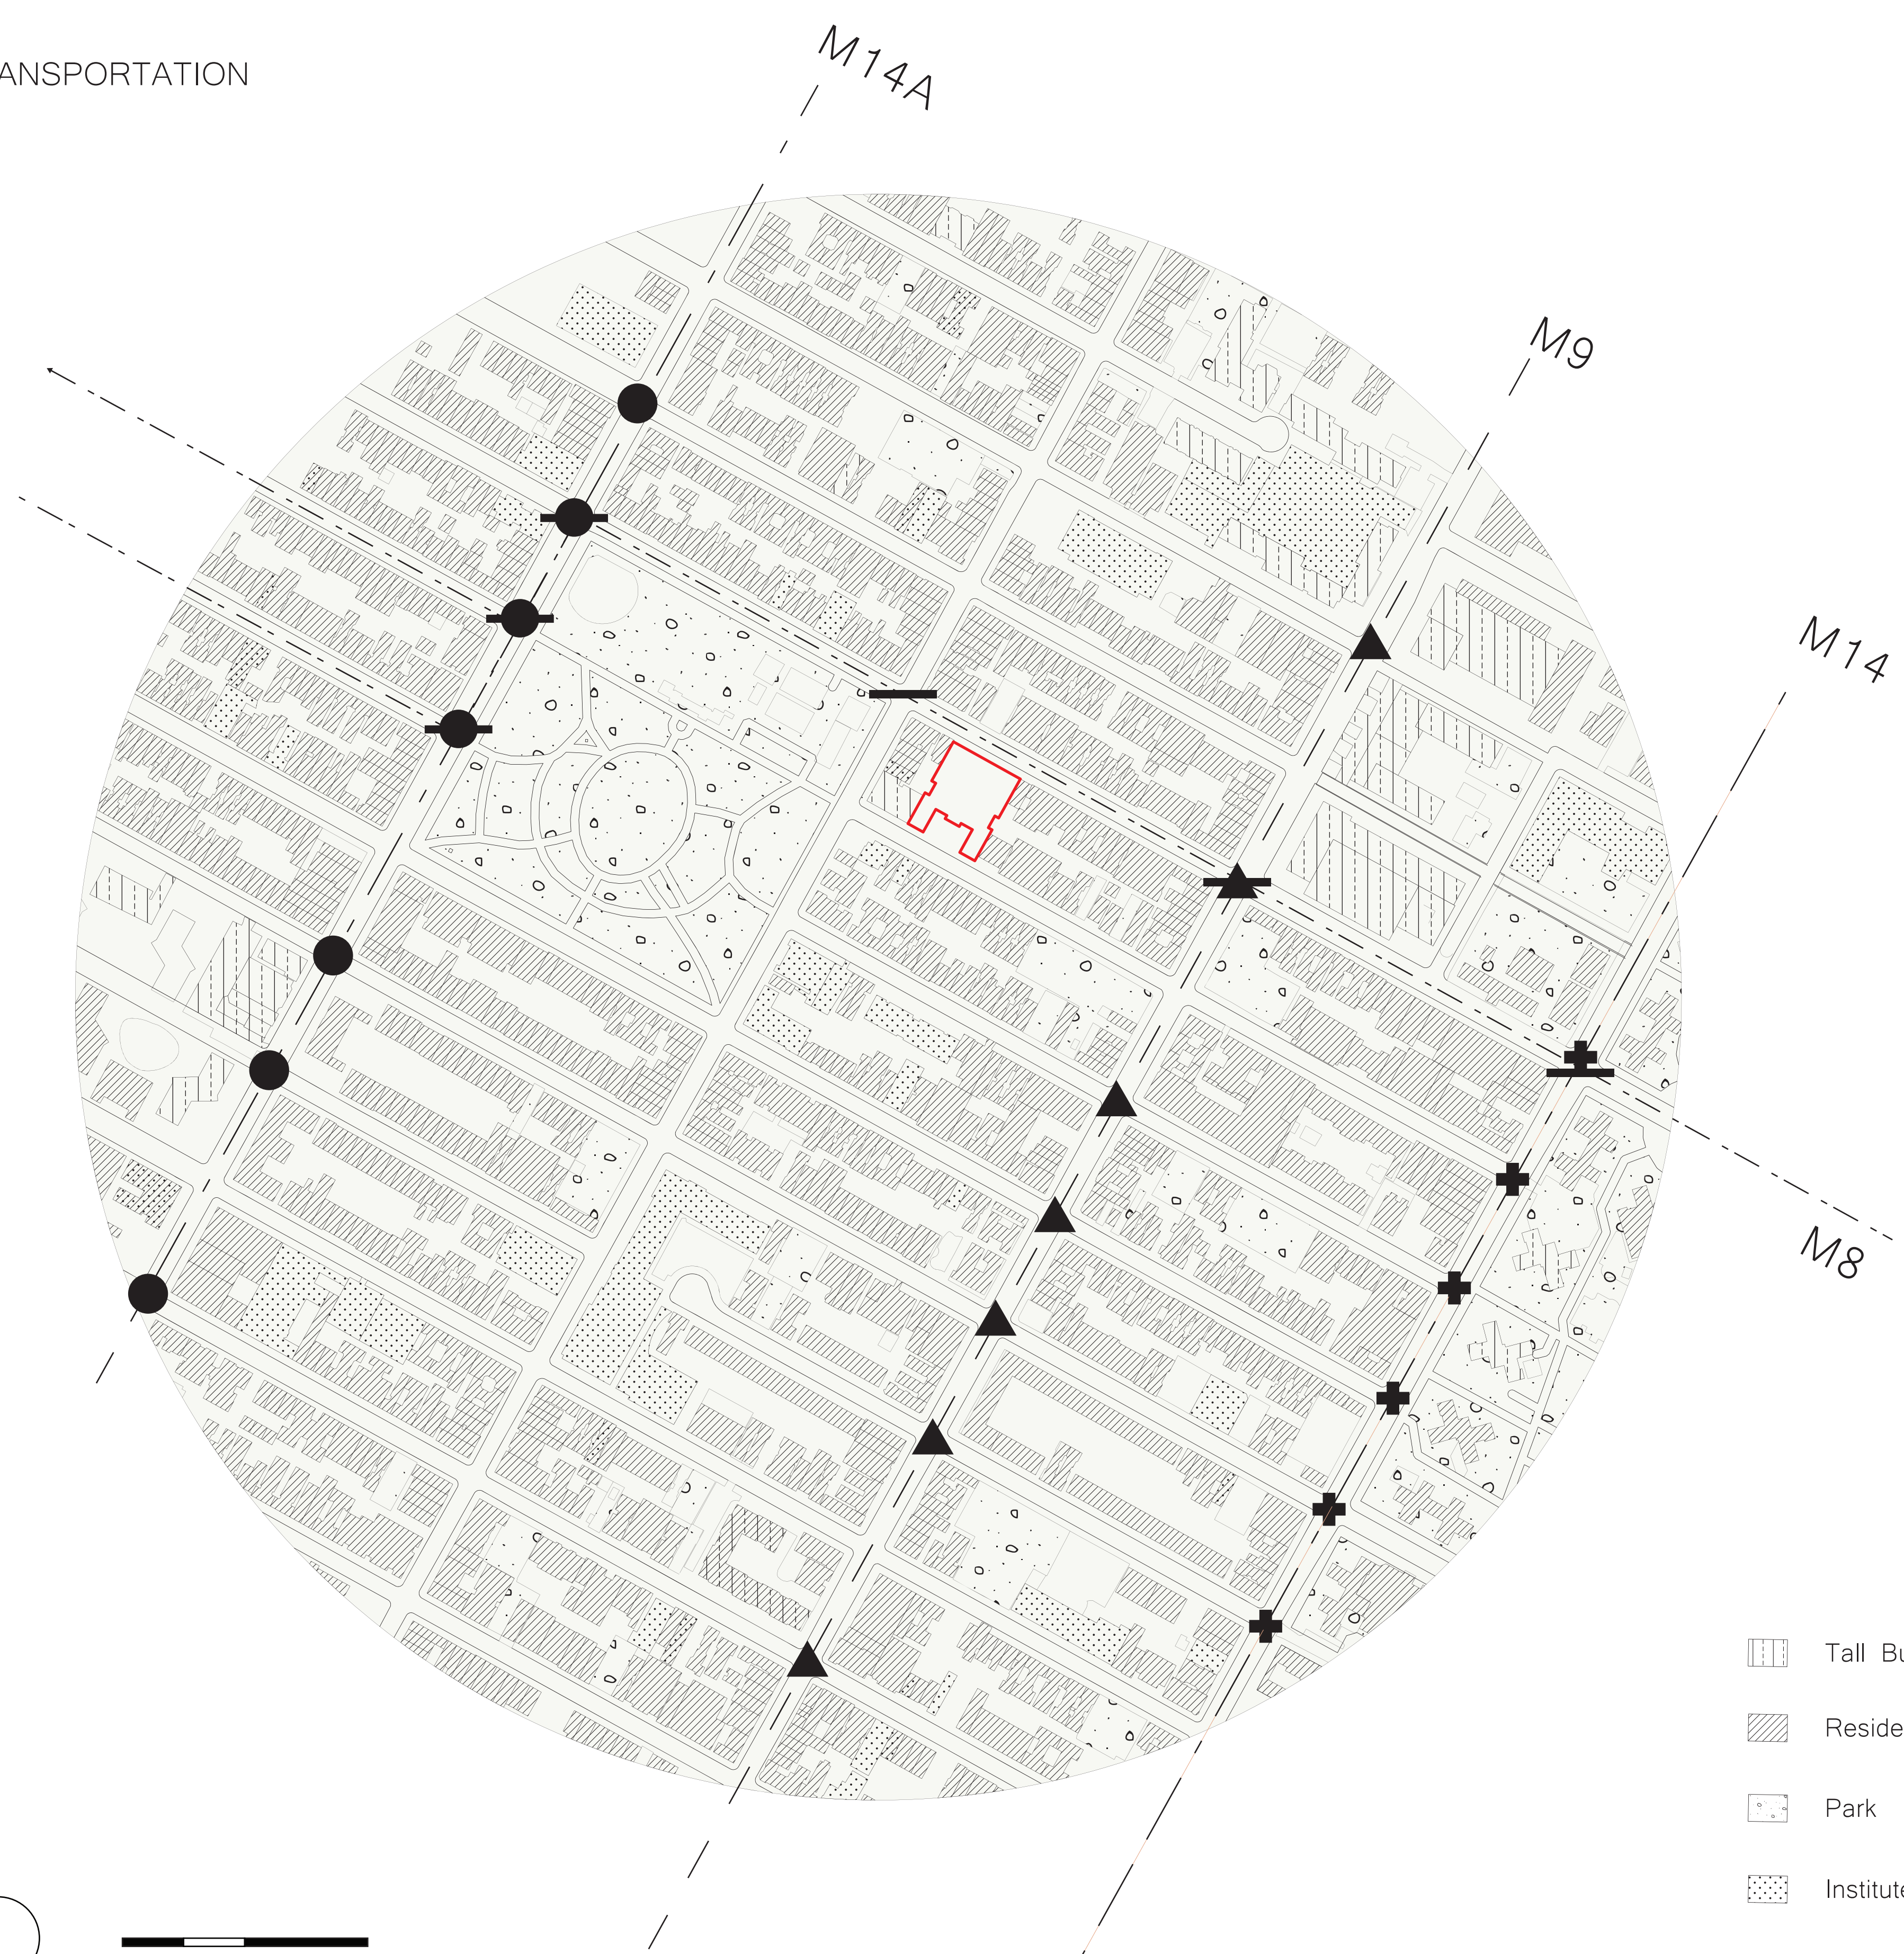 ANSPORTATION
M14A
M9
M14
M8
Tall Bu
Reside
Park
Institute